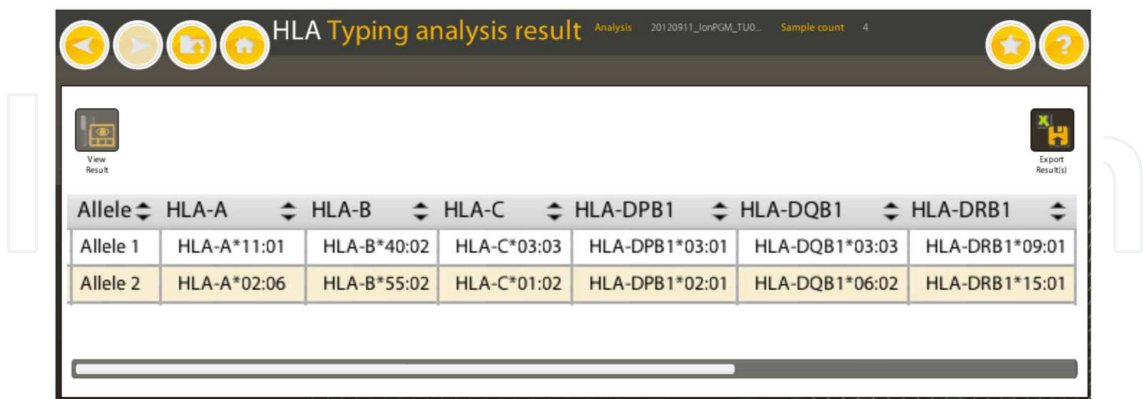 HLA Typing analysis result Analysis 20120911_IonPGM_TU0... Sample count 4
View
Result
Export
Result(s)
Allele HLA-A HLA-B HLA-C HLA-DPB1 HLA-DQB1 HLA-DRB1
Allele 1 HLA-A*11:01 HLA-B*40:02 HLA-C*03:03 HLA-DPB1*03:01 HLA-DQB1*03:03 HLA-DRB1*09:01
Allele 2 HLA-A*02:06 HLA-B*55:02 HLA-C*01:02 HLA-DPB1*02:01 HLA-DQB1*06:02 HLA-DRB1*15:01